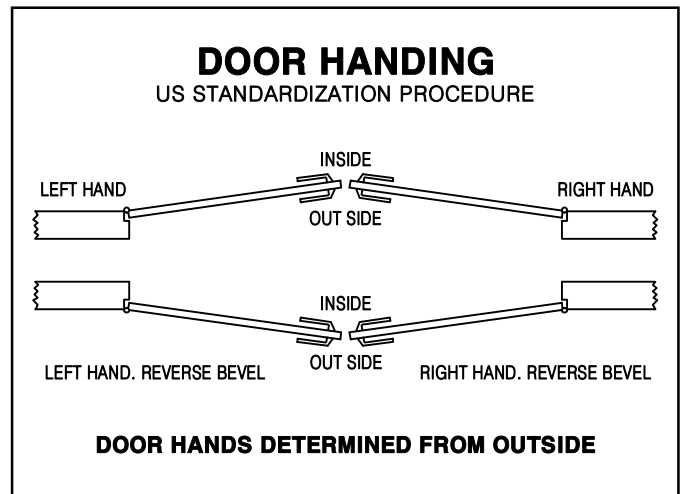 DOOR HANDING
US STANDARDIZATION PROCEDURE
INSIDE
LEFT HAND
RIGHT HAND
OUT SIDE
INSIDE
OUT SIDE
LEFT HAND. REVERSE BEVEL
RIGHT HAND. REVERSE BEVEL
DOOR HANDS DETERMINED FROM OUTSIDE